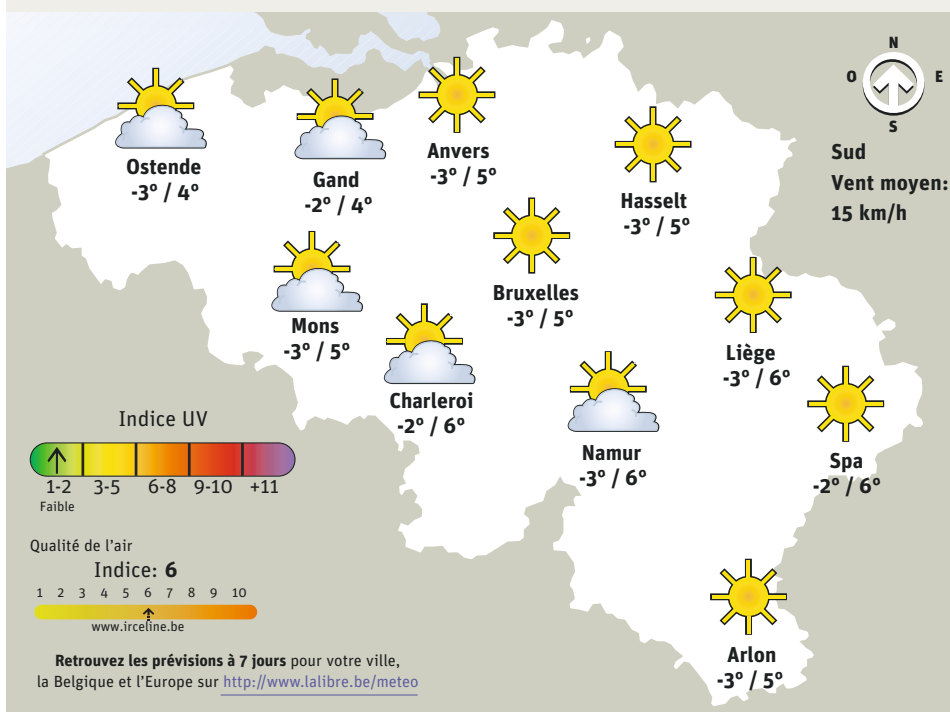 N
O E
S
Sud
Vent moyen:
15 km/h
Ostende
-3° / 4°
Gand
-2° / 4°
Anvers
-3° / 5°
Hasselt
-3° / 5°
Bruxelles
-3° / 5°
Mons
-3° / 5°
Charleroi
-2° / 6°
Liège
-3° / 6°
Namur
-3° / 6°
Spa
-2° / 6°
Arlon
-3° / 5°
Indice UV
1-2 3-5 6-8 9-10 +11
Faible
Qualité de l'air
Indice: 6
1 2 3 4 5 6 7 8 9 10
www.irceline.be
Retrouvez les prévisions à 7 jours pour votre ville,
la Belgique et l'Europe sur http://www.lalibre.be/meteo